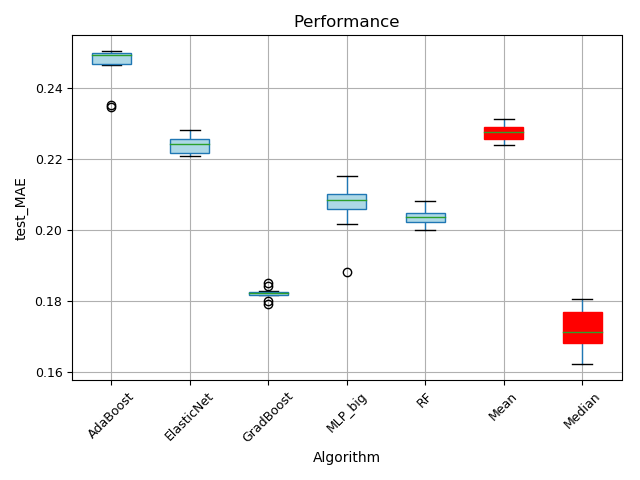 Performance
test_MAE
0.24
0.22
0.20
0.18
0.16
AdaBoost
ElasticNet
GradBoost
MLP_big
RF
Mean
Median
Algorithm